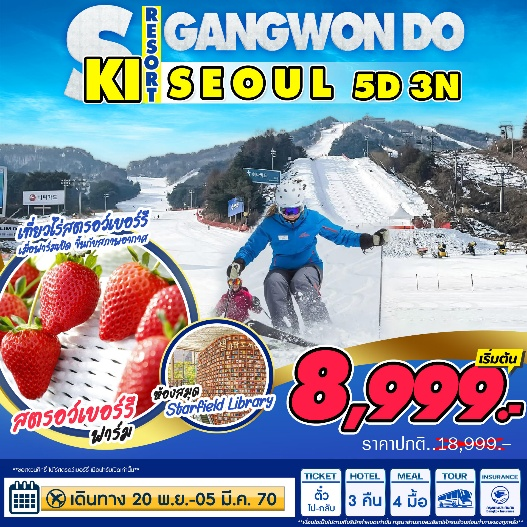 GANGWON DO
SKI RESORT SEOUL 5D 3N
เที่ยวไร่สตรอว์เบอร์รี
สตรอว์เบอร์รี
ฟาร์ม
ห้องสมุด
Starfield Library
เริ่มต้น
8,999.-
ราคาปกติ..18,999.-
เดินทาง 20 พ.ย.-05 มี.ค. 70
TICKET
ตั๋ว
ไป-กลับ
HOTEL
3 คืน
MEAL
4 มื้อ
TOUR
INSURANCE